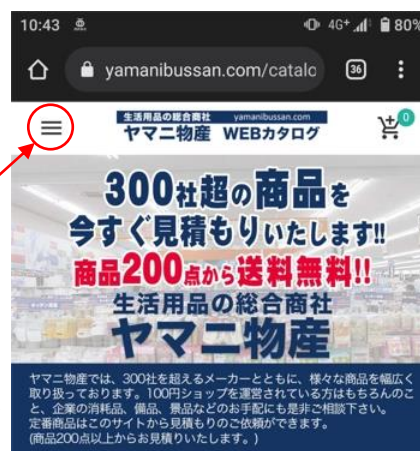 10:43 4G+ 80%
yamanibussan.com/catalo 36
生活用品の総合商社 yamanibussan.com 0
ヤマニ物産 WEBカタログ
300社超の商品を
今すぐ見積もりいたします!!
商品200点から送料無料!!
生活用品の総合商社
ヤマニ物産
ヤマニ物産では、300社を超えるメーカーとともに、様々な商品を幅広く
取り扱っております。100円ショップを運営されている方はもちろんのこ
と、企業の消耗品、備品、景品などのお手配にも是非ご相談下さい。
定番商品はこのサイトから見積もりのご依頼ができます。
(商品200点以上からお見積りいたします。)